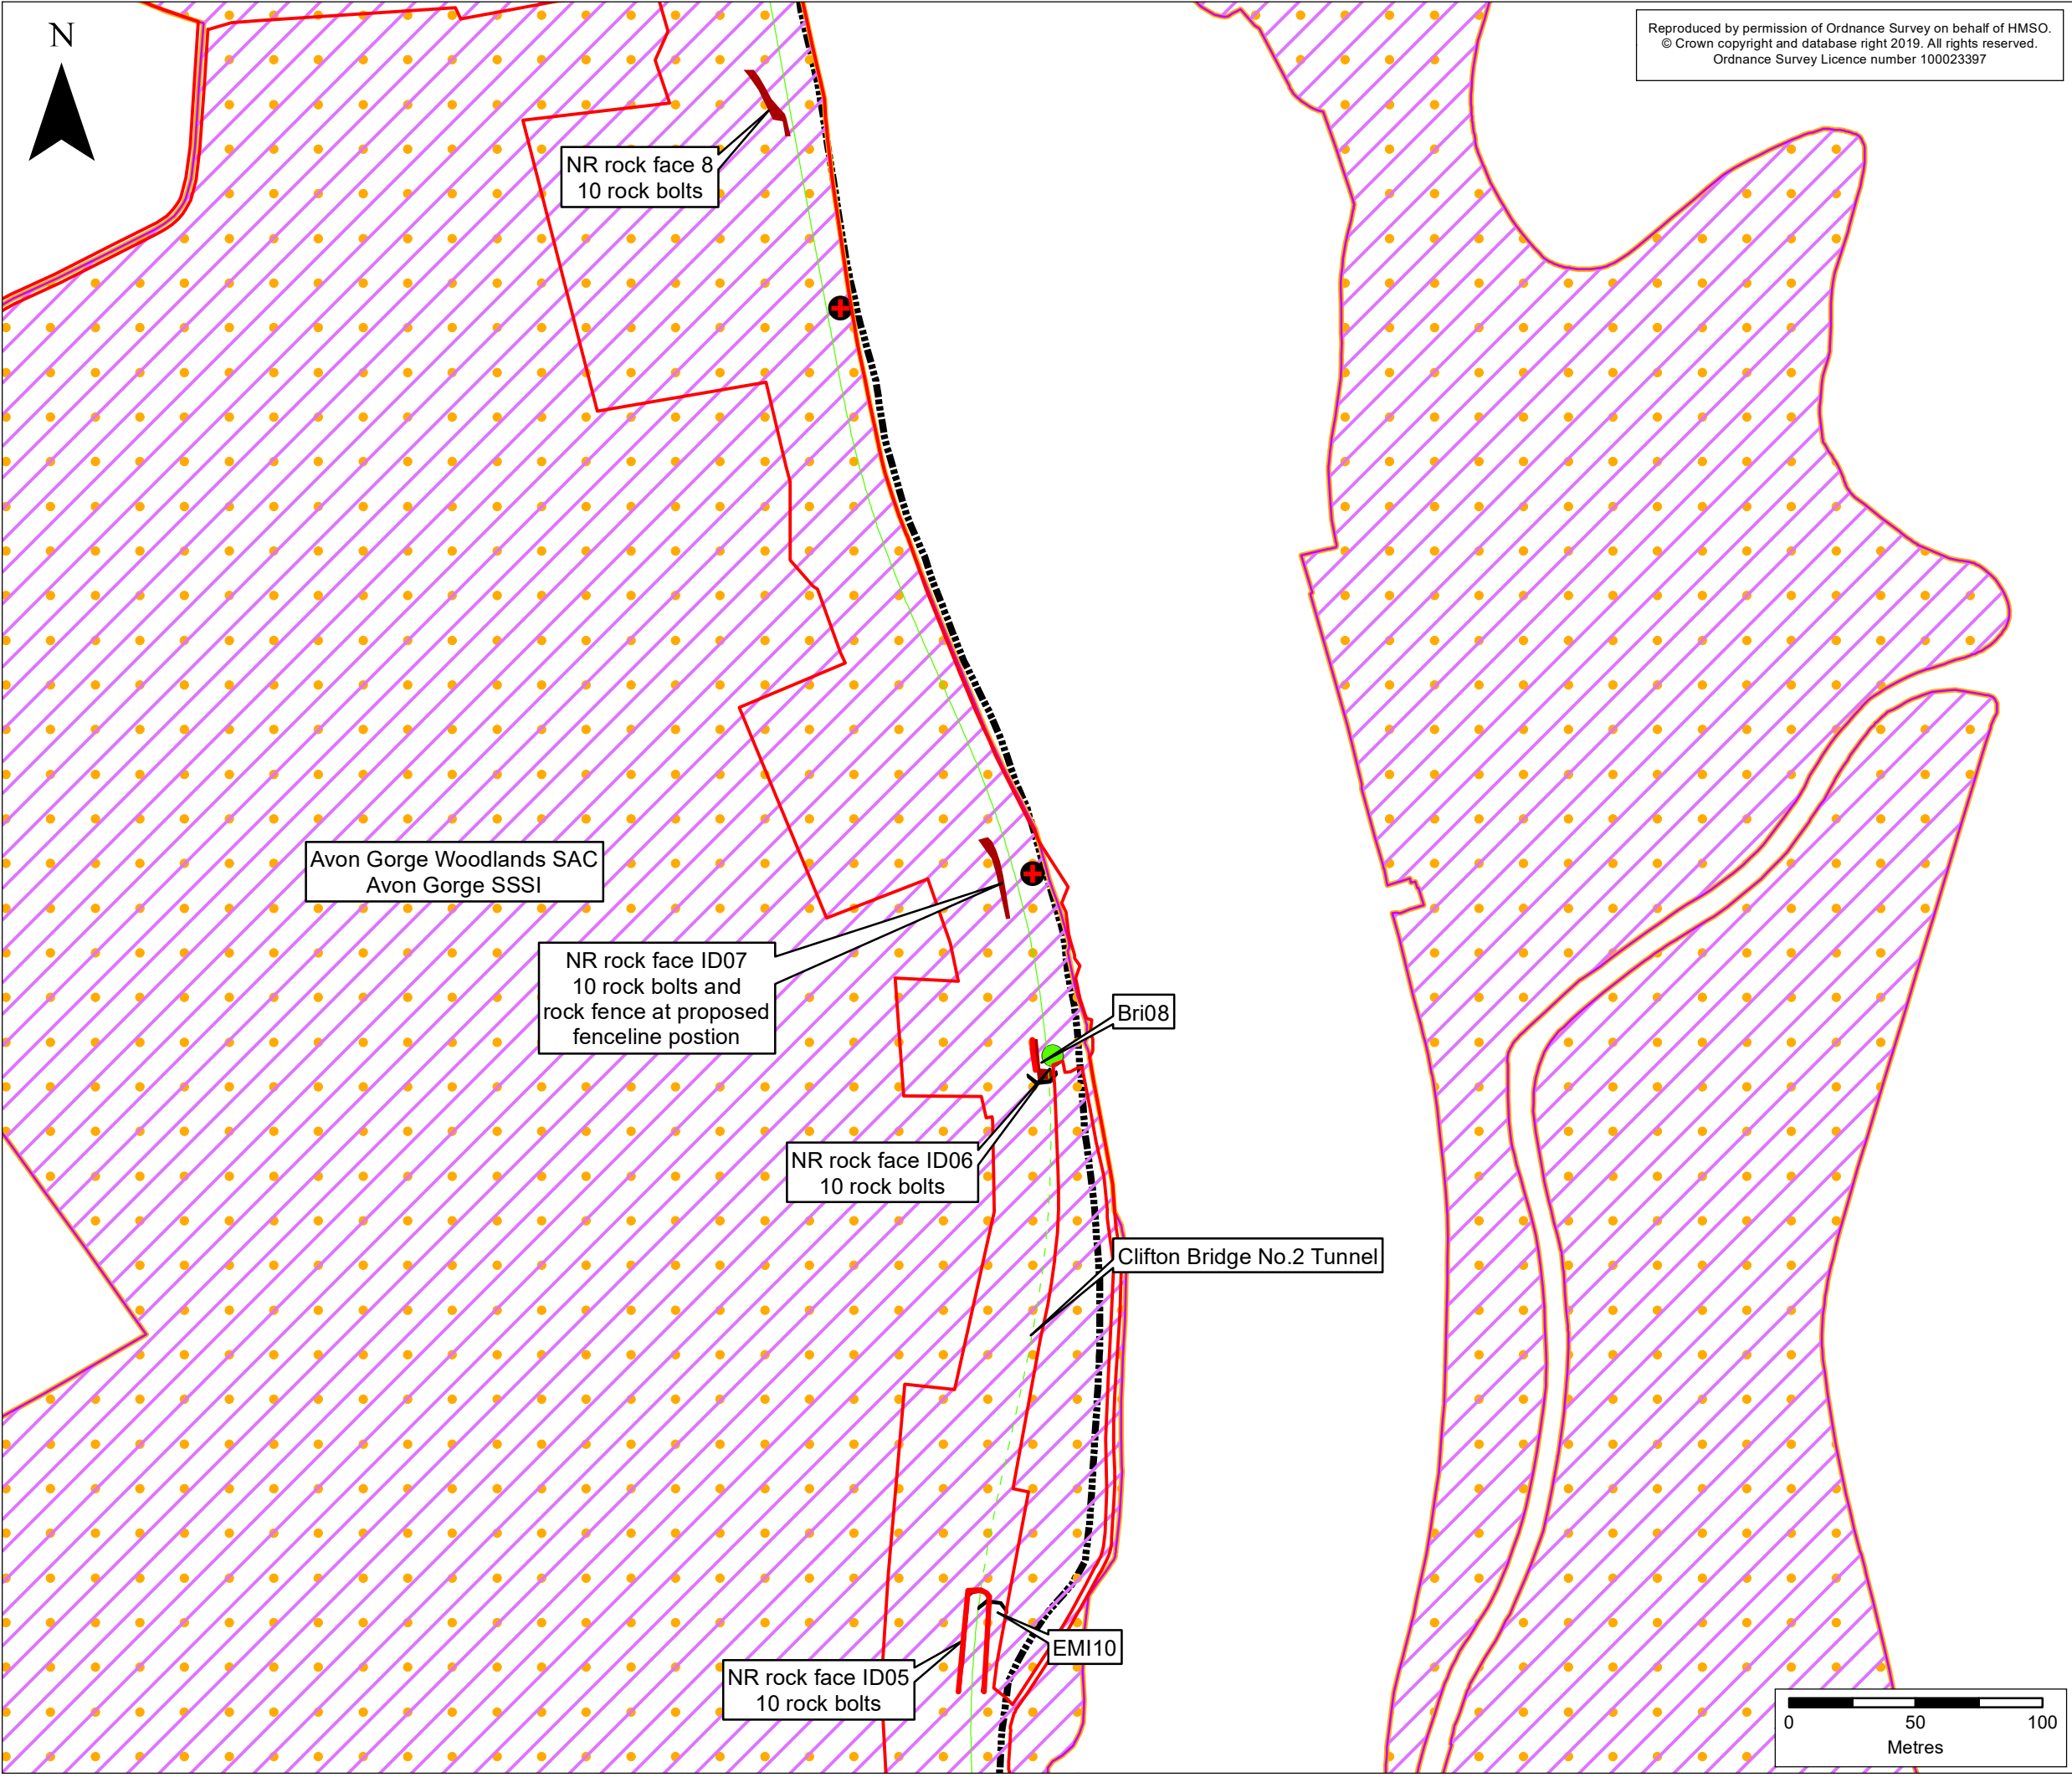 N
Reproduced by permission of Ordnance Survey on behalf of HMSO.
© Crown copyright and database right 2019. All rights reserved.
Ordnance Survey Licence number 100023397
NR rock face 8
10 rock bolts
Avon Gorge Woodlands SAC
Avon Gorge SSSI
NR rock face ID07
10 rock bolts and
rock fence at proposed
fenceline postion
Bri08
NR rock face ID06
10 rock bolts
Clifton Bridge No.2 Tunnel
EMI10
NR rock face ID05
10 rock bolts
0 50 100
Metres